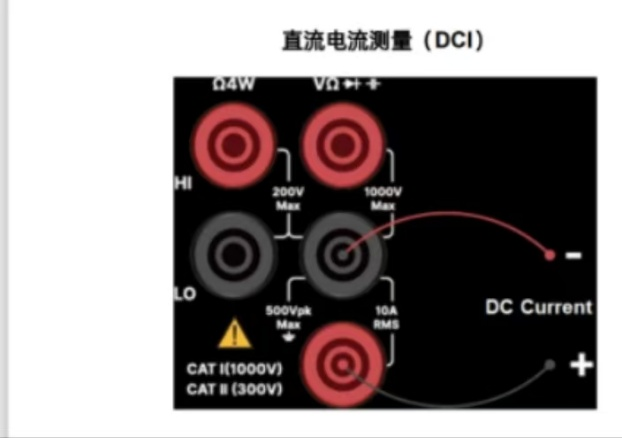 直流电流测量（DCI）
Ω4W
VΩ
HI
200V
Max
1000V
Max
-
LO
DC Current
500Vpk
Max
10A
RMS
+
CAT I(1000V)
CAT II (300V)